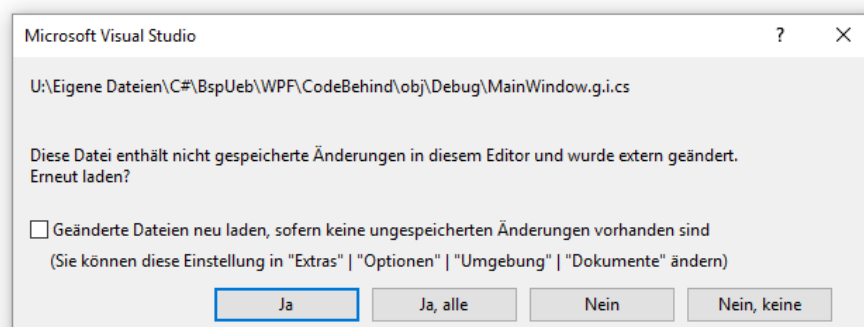 Microsoft Visual Studio
?
U:\Eigene Dateien\C#\BspUeb\WPF\CodeBehind\obj\Debug\MainWindow.g.i.cs
Diese Datei enthält nicht gespeicherte Änderungen in diesem Editor und wurde extern geändert.
Erneut laden?
Geänderte Dateien neu laden, sofern keine ungespeicherten Änderungen vorhanden sind
(Sie können diese Einstellung in "Extras" | "Optionen" | "Umgebung" | "Dokumente" ändern)
Ja
Ja, alle
Nein
Nein, keine